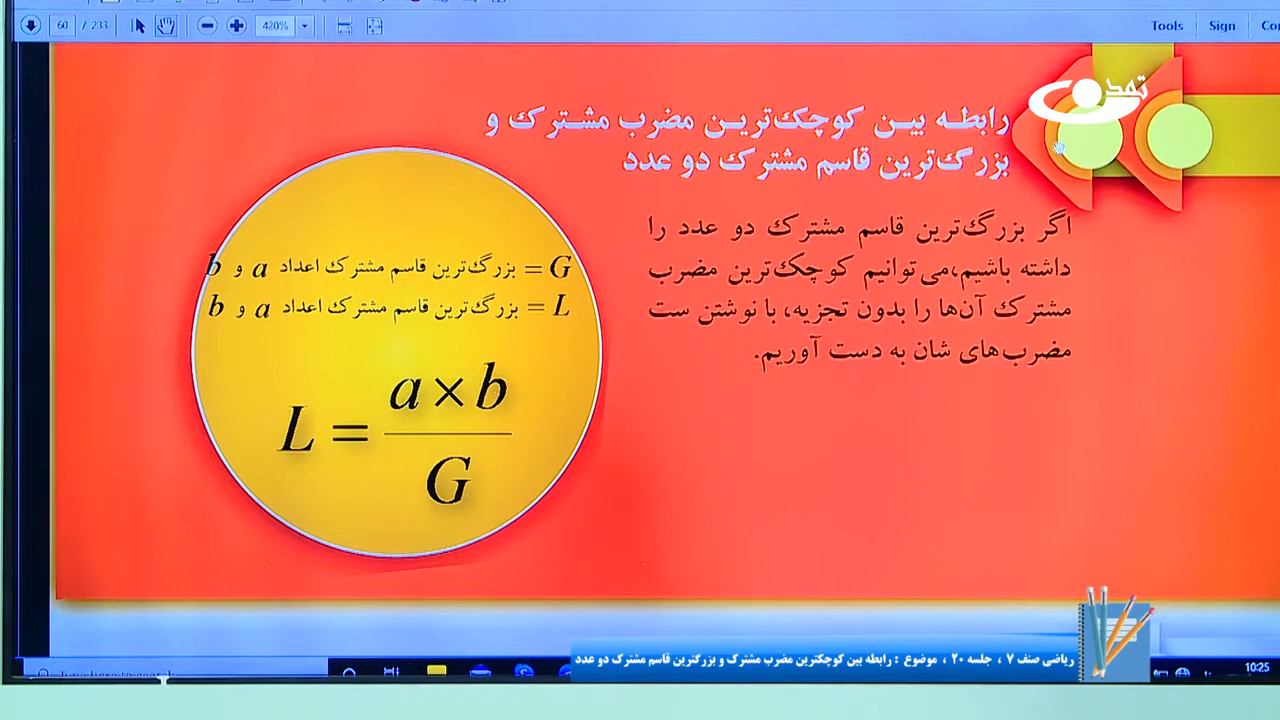 60 / 233
420%
Tools
Sign
تمدن
رابطه بین کوچک‌ترین مضرب مشترک و
بزرگ‌ترین قاسم مشترک دو عدد
اگر بزرگ‌ترین قاسم مشترک دو عدد را
داشته باشیم،می‌توانیم کوچک‌ترین مضرب
مشترک آن‌ها را بدون تجزیه، با نوشتن ست
مضرب‌های شان به دست آوریم.
G = بزرگ‌ترین قاسم مشترک اعداد a و b
L = بزرگ‌ترین قاسم مشترک اعداد a و b
L = a × b / G
ریاضی صنف ۷ ، جلسه ۲۰ ، موضوع : رابطه بین کوچکترین مضرب مشترک و بزرگترین قاسم مشترک دو عدد
10:25